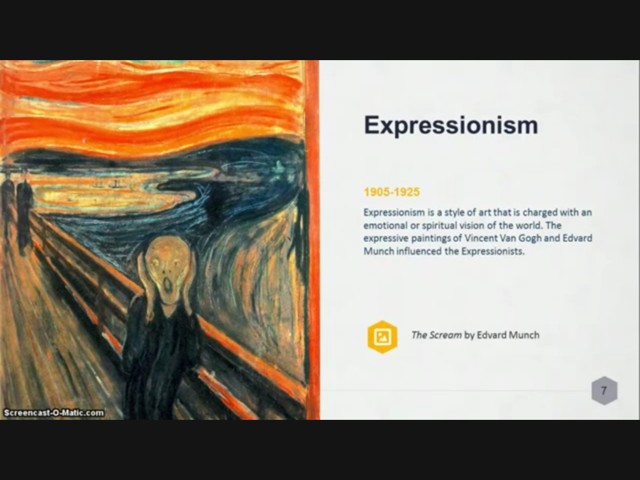 Expressionism
1905-1925
Expressionism is a style of art that is charged with an
emotional or spiritual vision of the world. The
expressive paintings of Vincent Van Gogh and Edvard
Munch influenced the Expressionists.
The Scream by Edvard Munch
7
Screencast-O-Matic.com